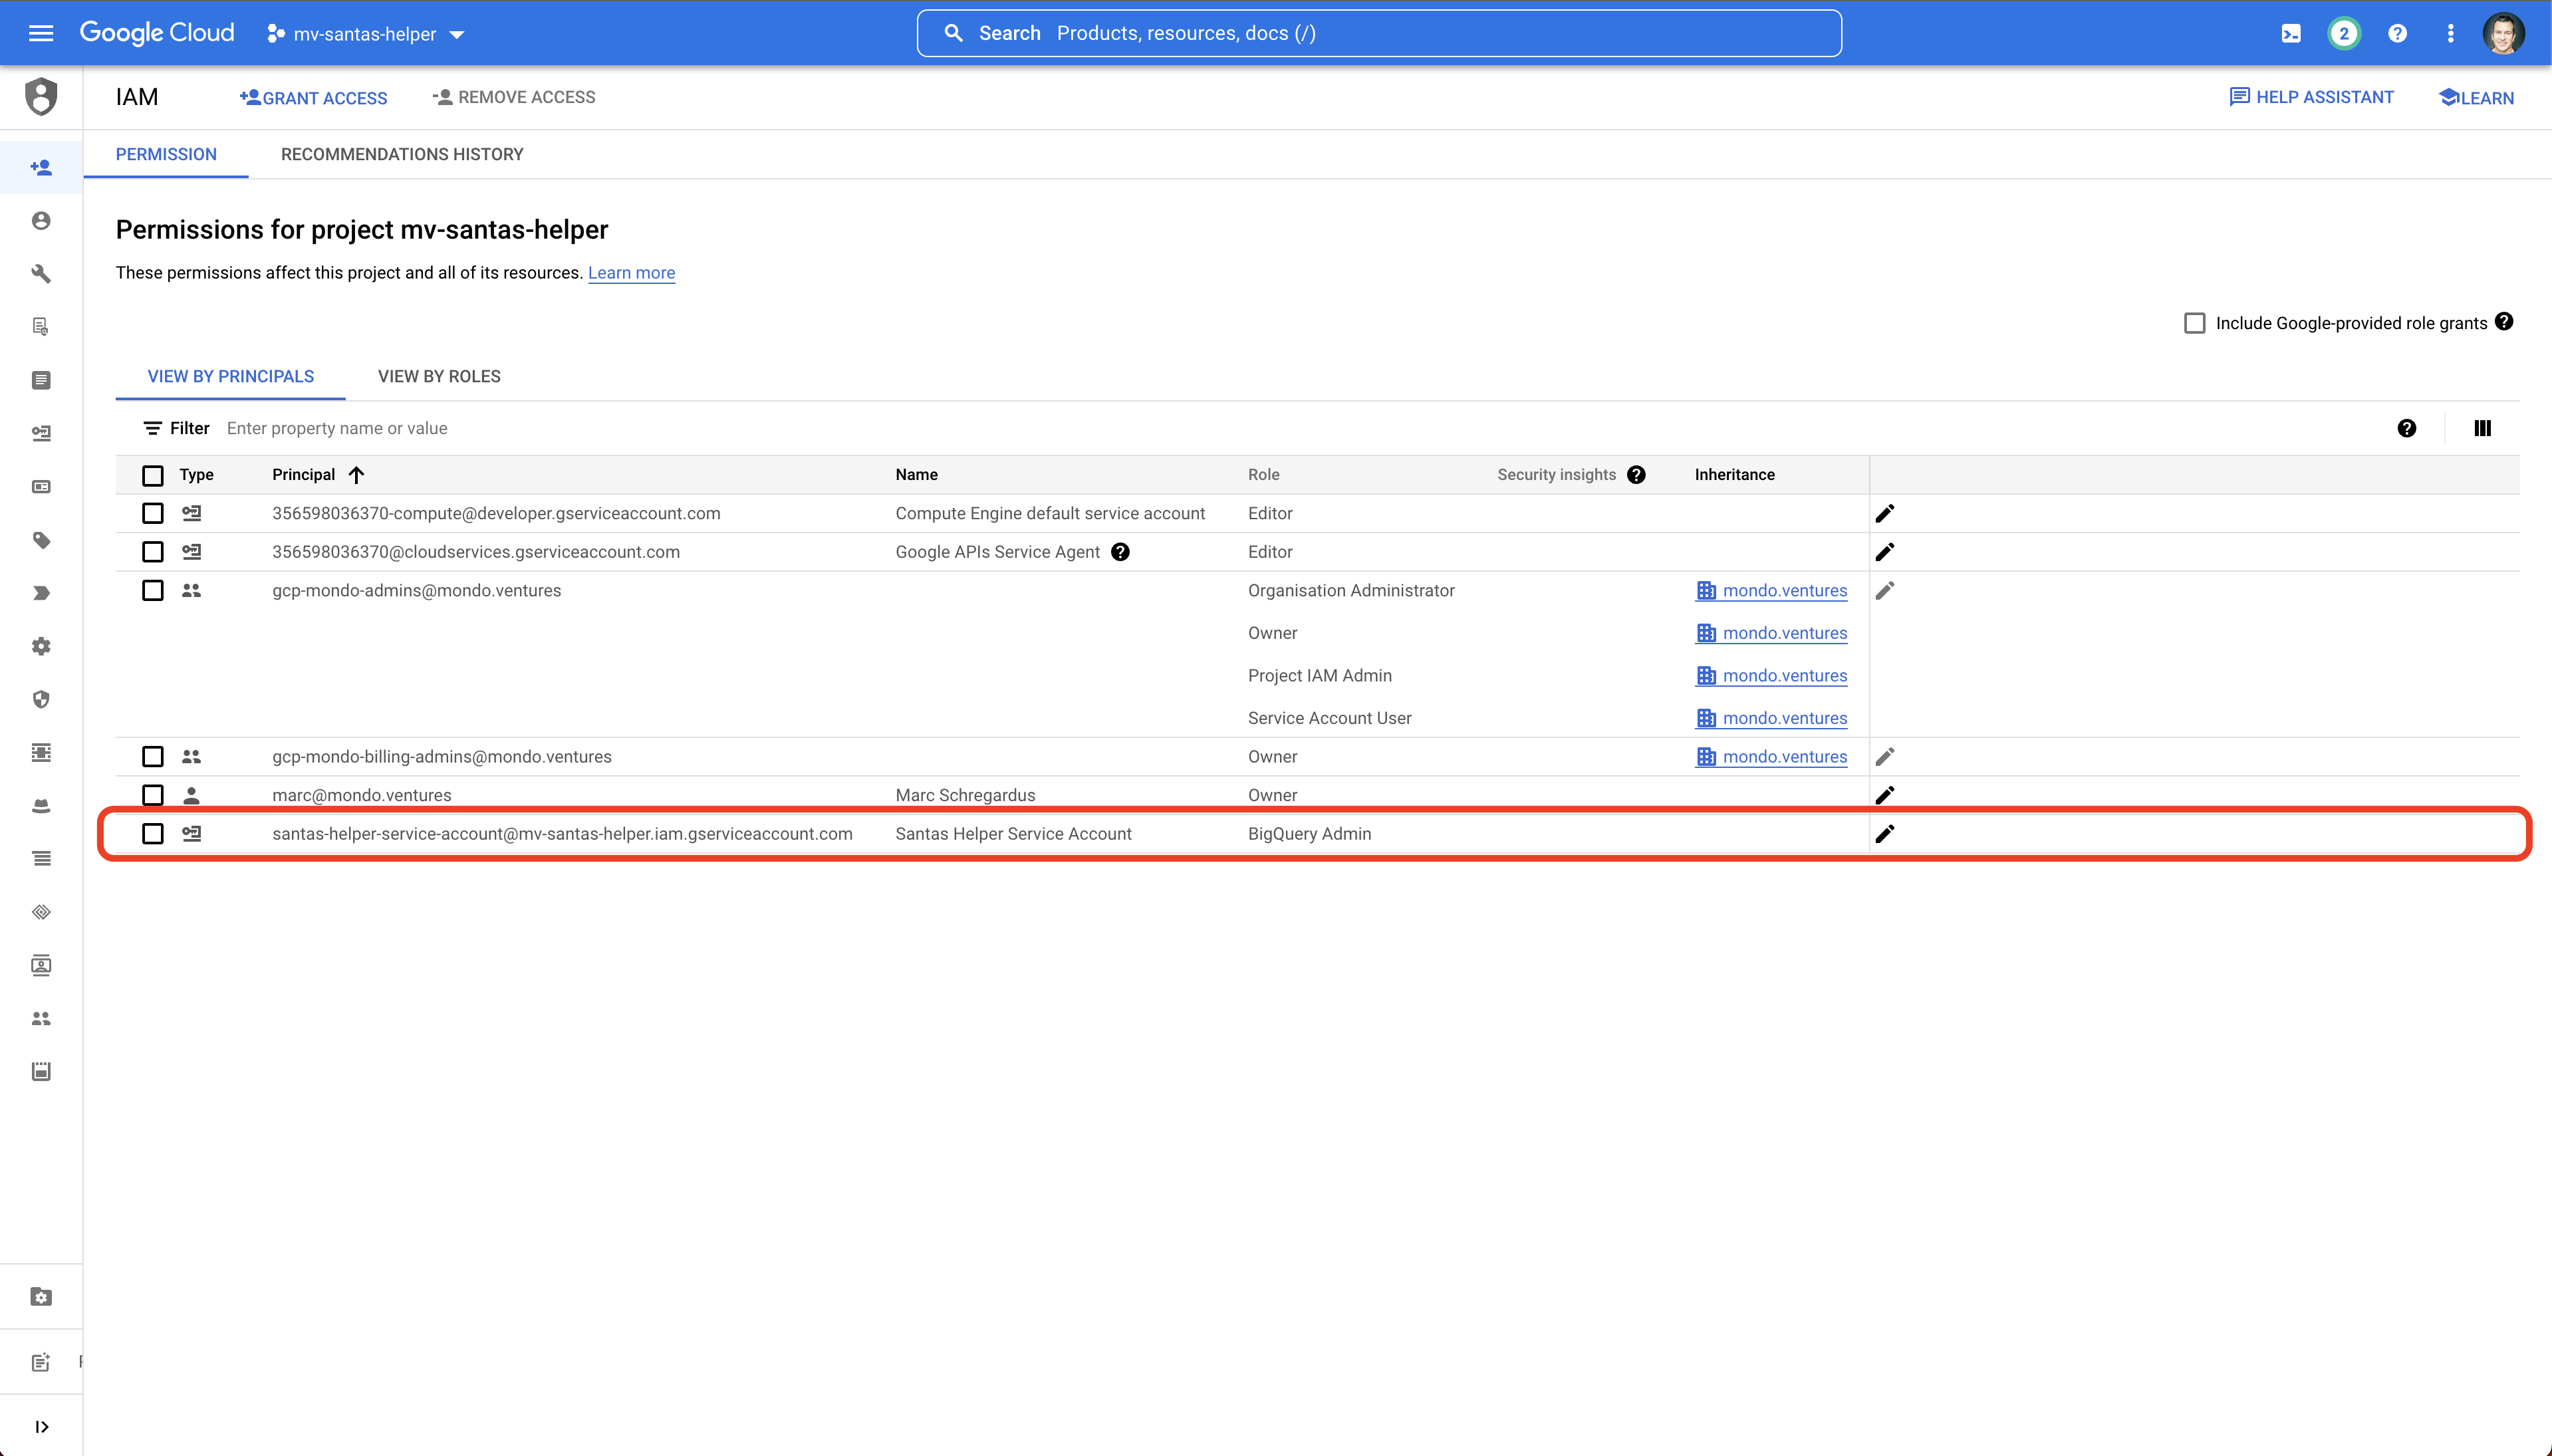 Google Cloud mv-santas-helper Search Products, resources, docs (/) 2
IAM GRANT ACCESS REMOVE ACCESS HELP ASSISTANT LEARN
PERMISSION RECOMMENDATIONS HISTORY
Permissions for project mv-santas-helper
These permissions affect this project and all of its resources. Learn more
Include Google-provided role grants
VIEW BY PRINCIPALS VIEW BY ROLES
Filter Enter property name or value
Type Principal Name Role Security insights Inheritance
356598036370-compute@developer.gserviceaccount.com Compute Engine default service account Editor
356598036370@cloudservices.gserviceaccount.com Google APIs Service Agent Editor
gcp-mondo-admins@mondo.ventures Organisation Administrator mondo.ventures
Owner mondo.ventures
Project IAM Admin mondo.ventures
Service Account User mondo.ventures
gcp-mondo-billing-admins@mondo.ventures Owner mondo.ventures
marc@mondo.ventures Marc Schregardus Owner
santas-helper-service-account@mv-santas-helper.iam.gserviceaccount.com Santas Helper Service Account BigQuery Admin